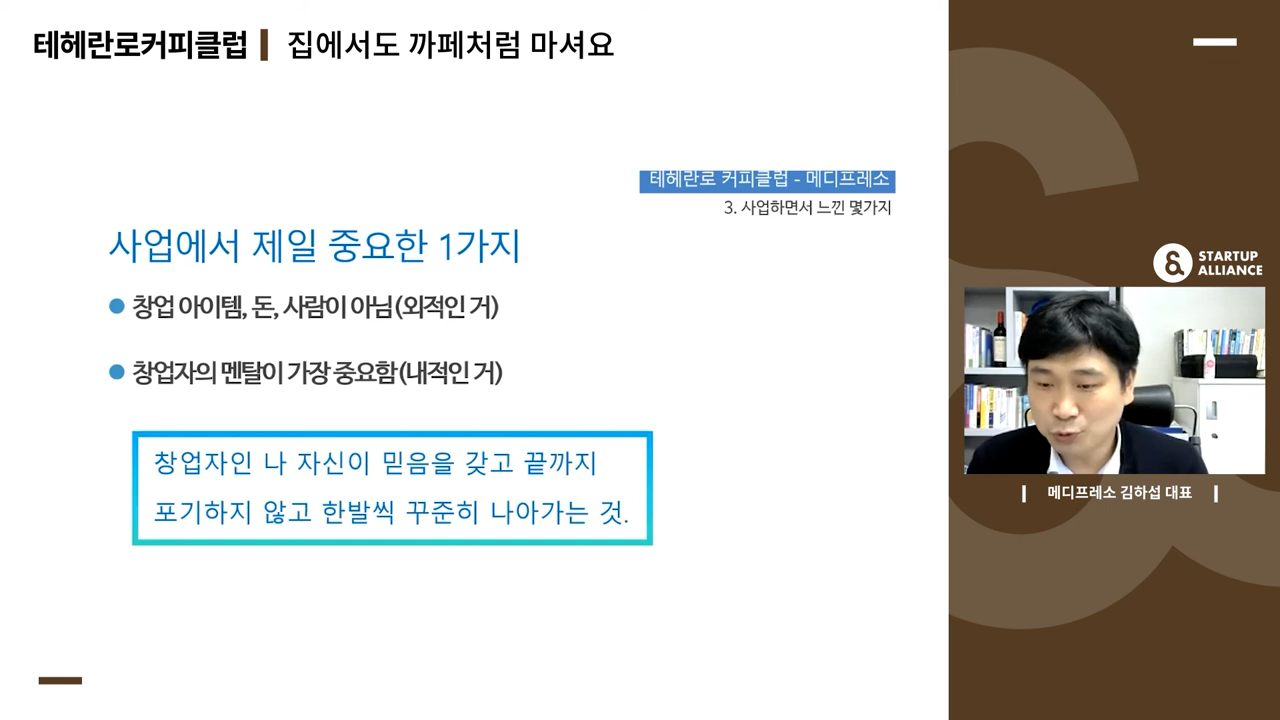 테헤란로커피클럽 | 집에서도 까페처럼 마셔요
테헤란로 커피클럽 - 메디프레소
3. 사업하면서 느낀 몇가지
사업에서 제일 중요한 1가지
● 창업 아이템, 돈, 사람이 아님(외적인 거)
● 창업자의 멘탈이 가장 중요함(내적인 거)
창업자인 나 자신이 믿음을 갖고 끝까지
포기하지 않고 한발씩 꾸준히 나아가는 것.
STARTUP
ALLIANCE
| 메디프레소 김하섭 대표 |